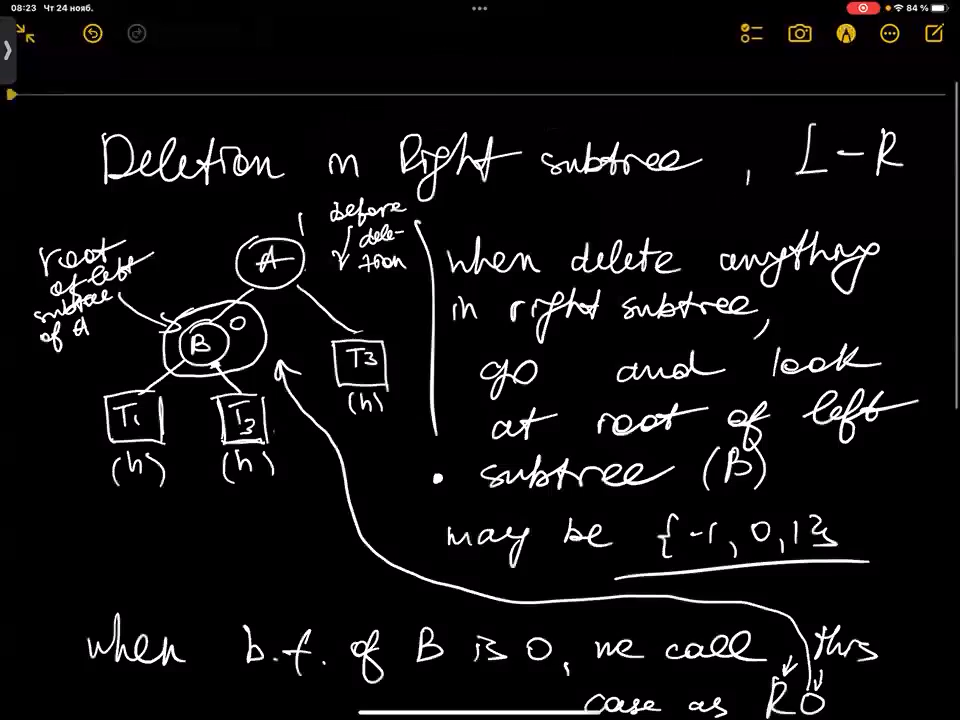 08:23 Чт 24 нояб.
84 %
Deletion in Right subtree, L-R
1 before
dele-
tion
A
root
of left
subtree
of A
B 0
T3
(h)
T1
(h)
T3
(h)
when delete anything
in right subtree,
go and look
at root of left
• subtree (B)
may be {-1, 0, 1}
when b.f. of B is 0, we call this
case as R0